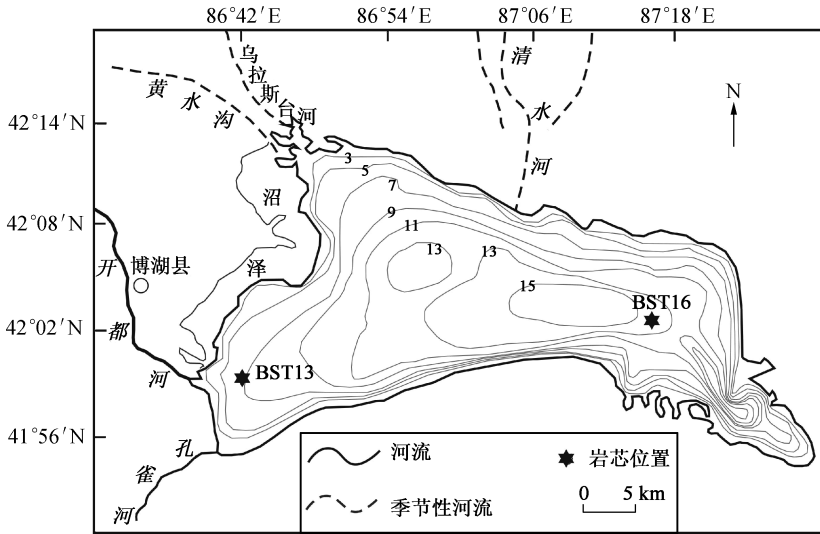 86°42′E
86°54′E
87°06′E
87°18′E
42°14′N
42°08′N
42°02′N
41°56′N
乌拉斯台河
黄水沟
清水河
N
沼泽
博湖县
开都河
孔雀河
3
5
7
9
11
13
13
15
BST16
BST13
河流
季节性河流
岩芯位置
0 5 km